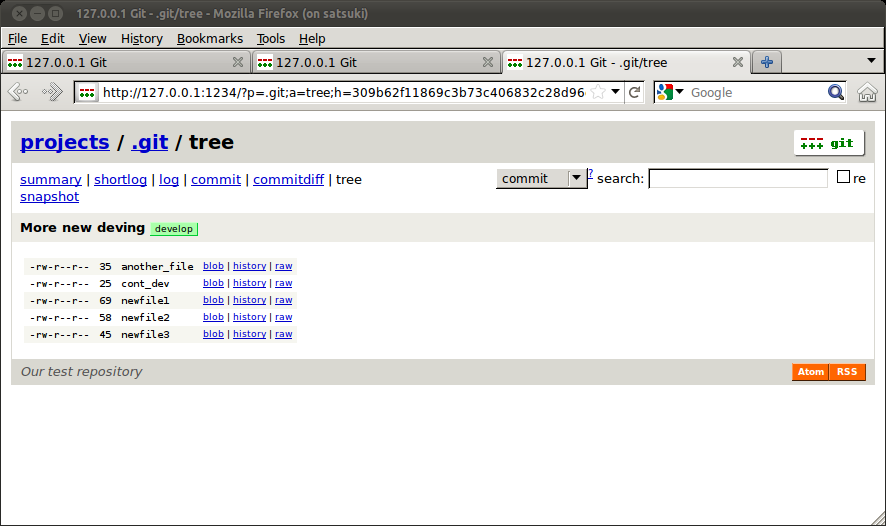 127.0.0.1 Git - .git/tree - Mozilla Firefox (on satsuki)
File Edit View History Bookmarks Tools Help
127.0.0.1 Git 127.0.0.1 Git 127.0.0.1 Git - .git/tree
http://127.0.0.1:1234/?p=.git;a=tree;h=309b62f11869c3b73c406832c28d96 Google
projects / .git / tree git
summary | shortlog | log | commit | commitdiff | tree commit ? search: re
snapshot
More new deving develop
-rw-r--r-- 35 another_file blob | history | raw
-rw-r--r-- 25 cont_dev blob | history | raw
-rw-r--r-- 69 newfile1 blob | history | raw
-rw-r--r-- 58 newfile2 blob | history | raw
-rw-r--r-- 45 newfile3 blob | history | raw
Our test repository Atom RSS